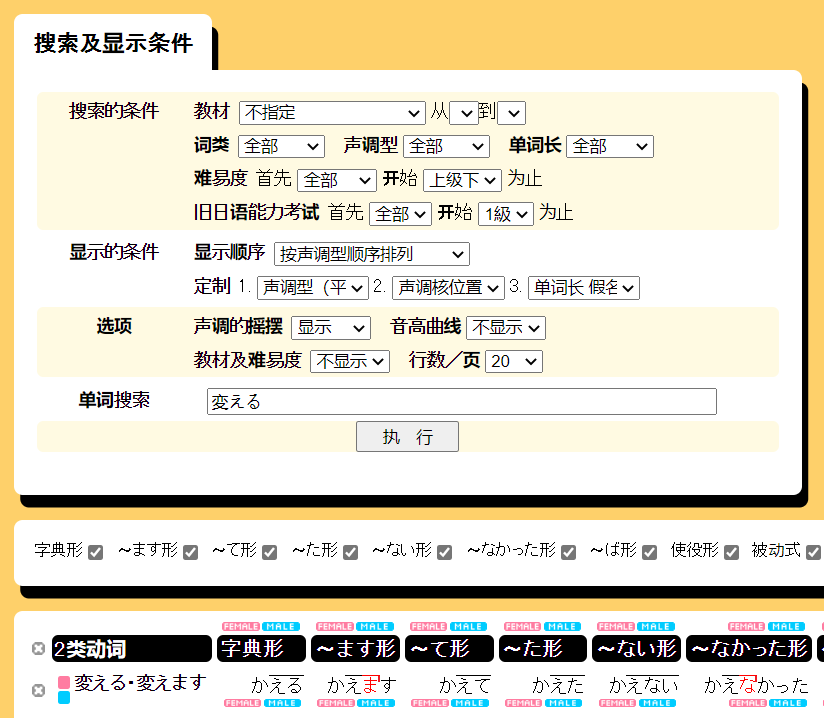 搜索及显示条件
搜索的条件 教材 不指定 从 到
词类 全部 声调型 全部 单词长 全部
难易度 首先 全部 开始 上级下 为止
旧日语能力考试 首先 全部 开始 1級 为止
显示的条件 显示顺序 按声调型顺序排列
定制 1. 声调型（平 2. 声调核位置 3. 单词长 假名
选项 声调的摇摆 显示 音高曲线 不显示
教材及难易度 不显示 行数／页 20
单词搜索 変える
执 行
字典形 ～ます形 ～て形 ～た形 ～ない形 ～なかった形 ～ば形 使役形 被动式
FEMALE MALE FEMALE MALE FEMALE MALE FEMALE MALE FEMALE MALE FEMALE MALE
2类动词 字典形 ～ます形 ～て形 ～た形 ～ない形 ～なかった形
変える・変えます かえる かえます かえて かえた かえない かえなかった
FEMALE MALE FEMALE MALE FEMALE MALE FEMALE MALE FEMALE MALE FEMALE MALE